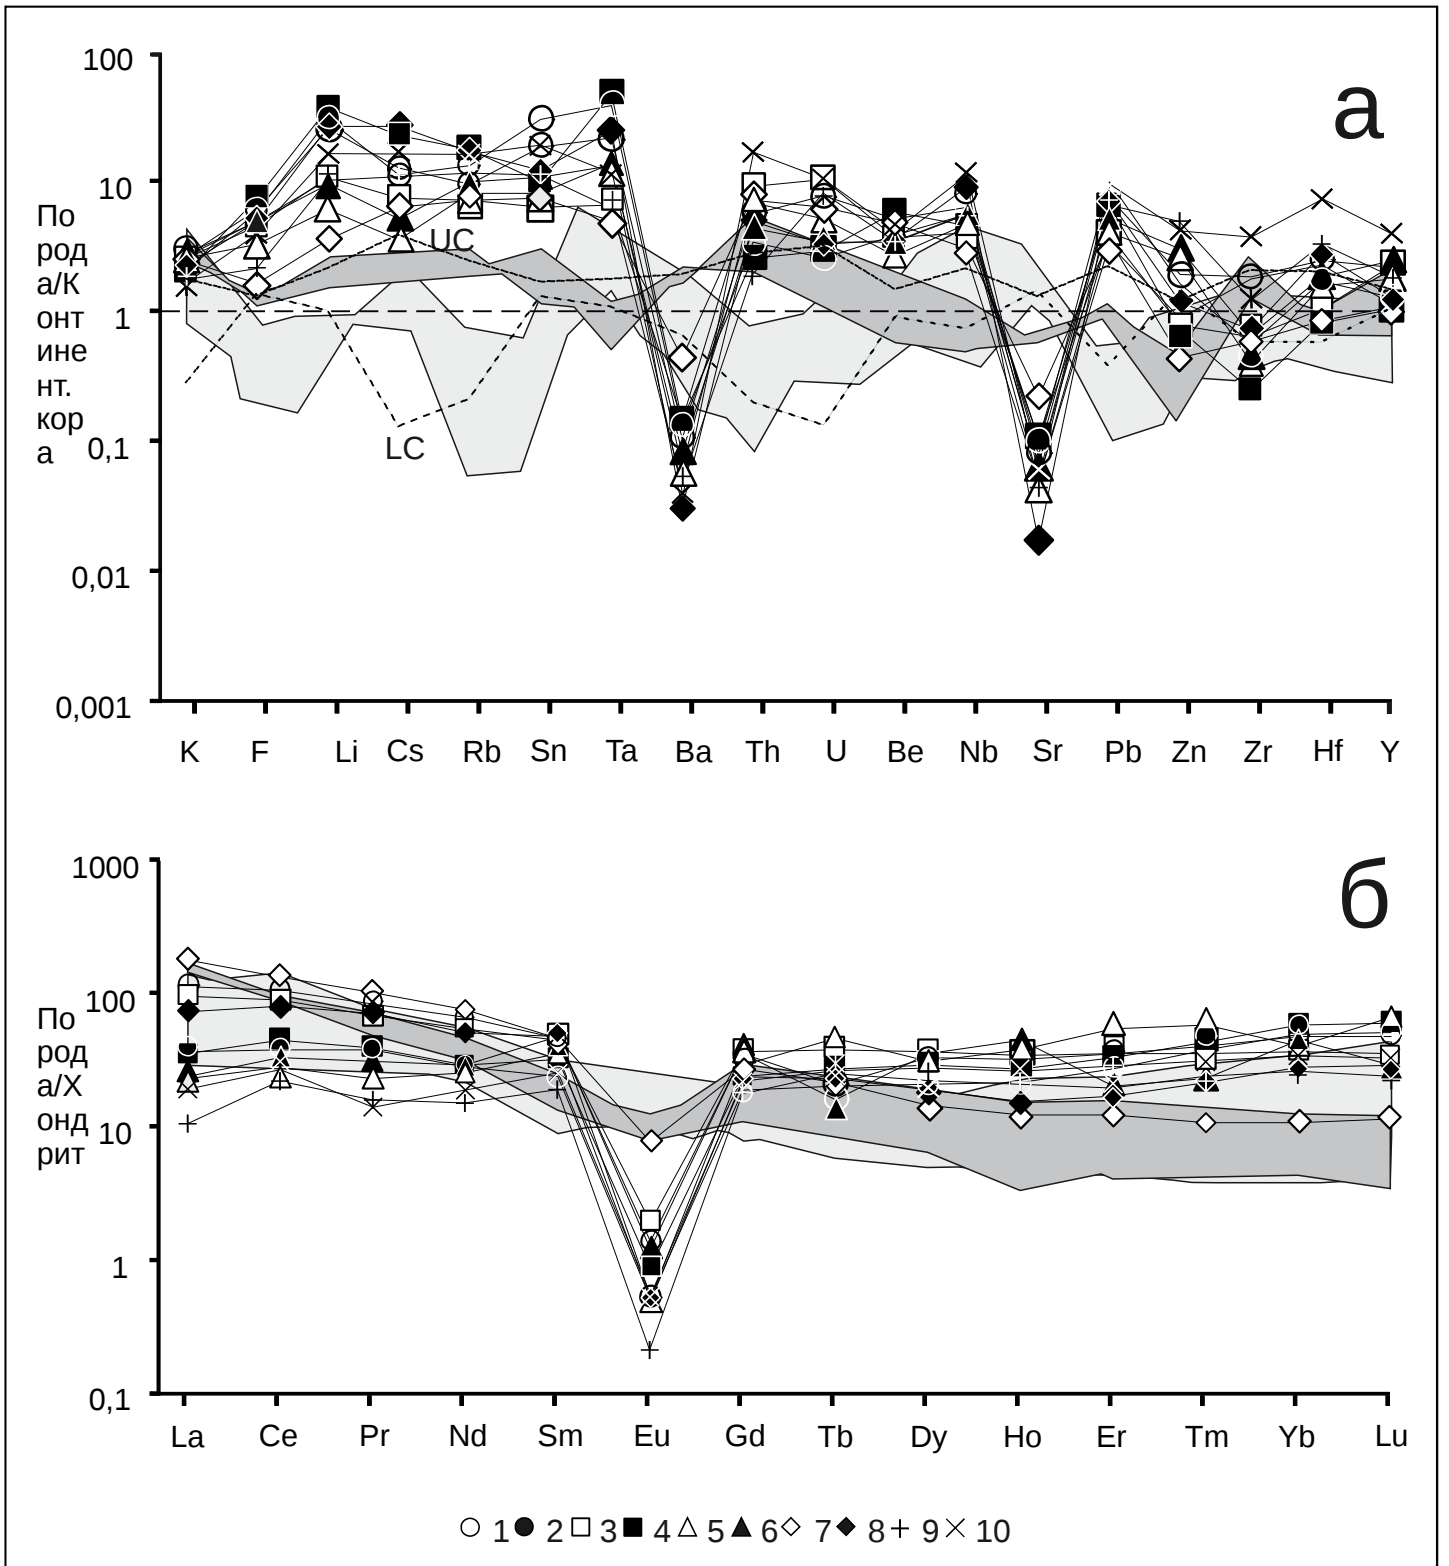 а
100
10
1
0,1
0,01
0,001
По
род
а/К
онт
ине
нт.
кор
а
UC
LC
K F Li Cs Rb Sn Ta Ba Th U Be Nb Sr Pb Zn Zr Hf Y
б
1000
100
10
1
0,1
По
род
а/Х
онд
рит
La Ce Pr Nd Sm Eu Gd Tb Dy Ho Er Tm Yb Lu
1 2 3 4 5 6 7 8 9 10